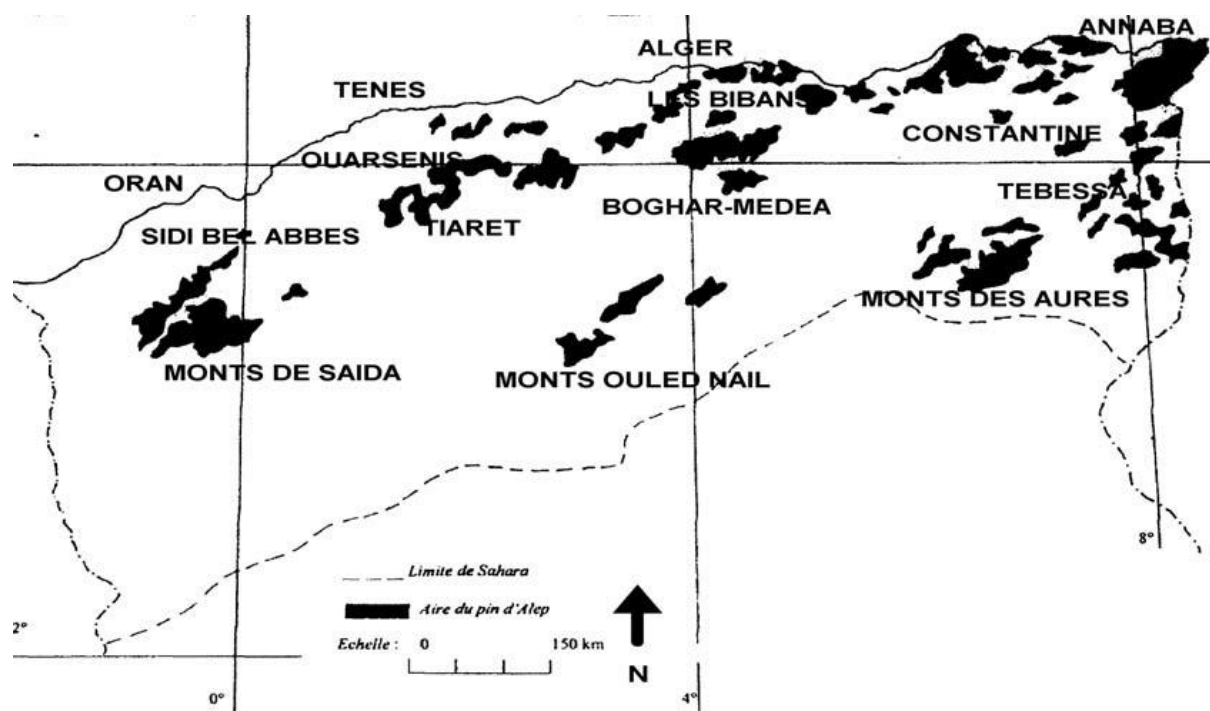 ANNABA
ALGER
TENES
LES BIBANS
CONSTANTINE
OUARSENIS
ORAN
TEBESSA
BOGHAR-MEDEA
TIARET
SIDI BEL ABBES
MONTS DES AURES
MONTS DE SAIDA
MONTS OULED NAIL
8°
Limite de Sahara
Aire du pin d'Alep
2°
Echelle : 0 150 km
N
0°
4°